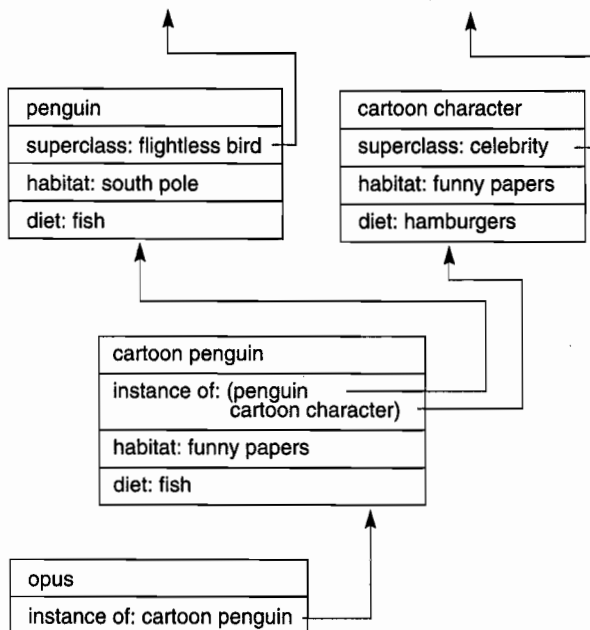 penguin
superclass: flightless bird
habitat: south pole
diet: fish
cartoon character
superclass: celebrity
habitat: funny papers
diet: hamburgers
cartoon penguin
instance of: (penguin
cartoon character)
habitat: funny papers
diet: fish
opus
instance of: cartoon penguin